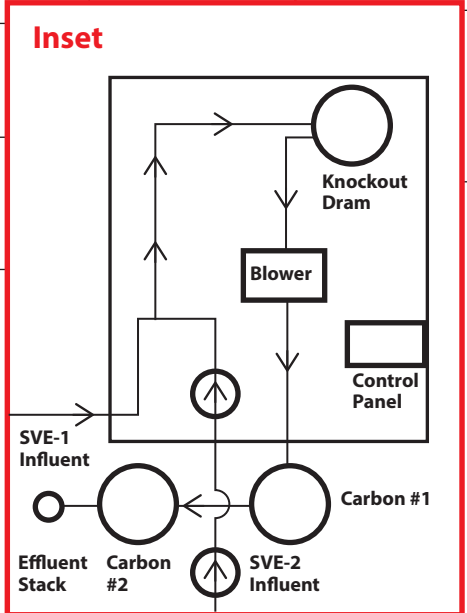 Inset
Knockout
Dram
Blower
Control
Panel
SVE-1
Influent
Carbon #1
Effluent
Stack
Carbon
#2
SVE-2
Influent